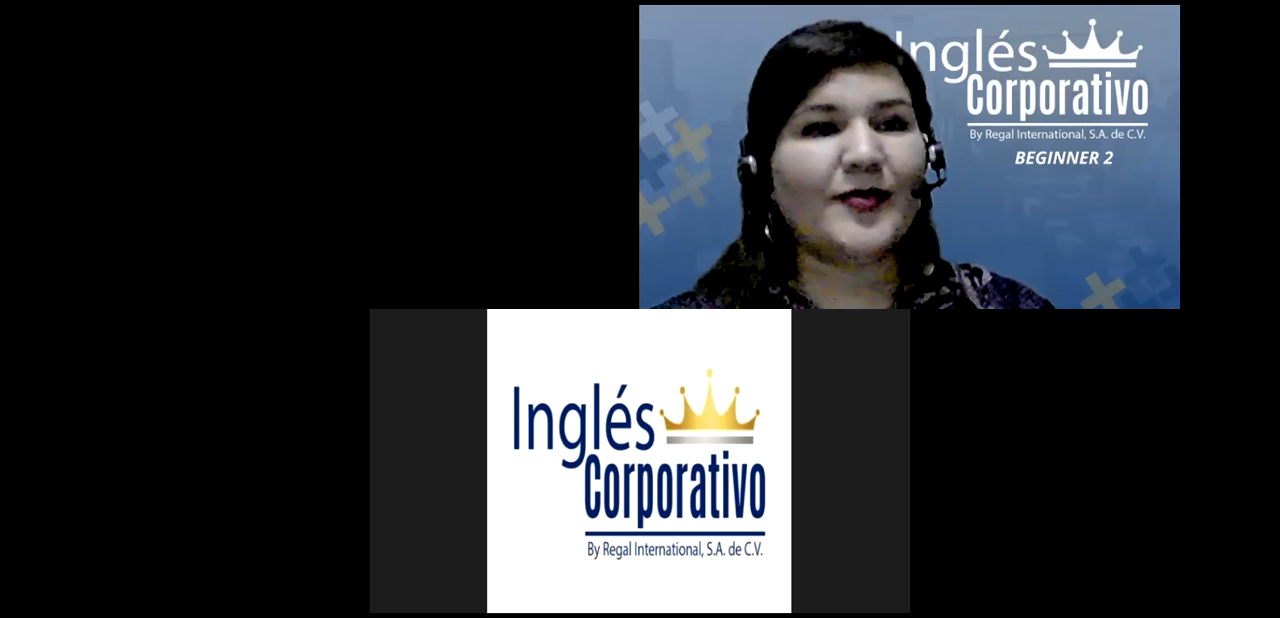 Inglés
Corporativo
By Regal International, S.A. de C.V.
BEGINNER 2
Inglés
Corporativo
By Regal International, S.A. de C.V.